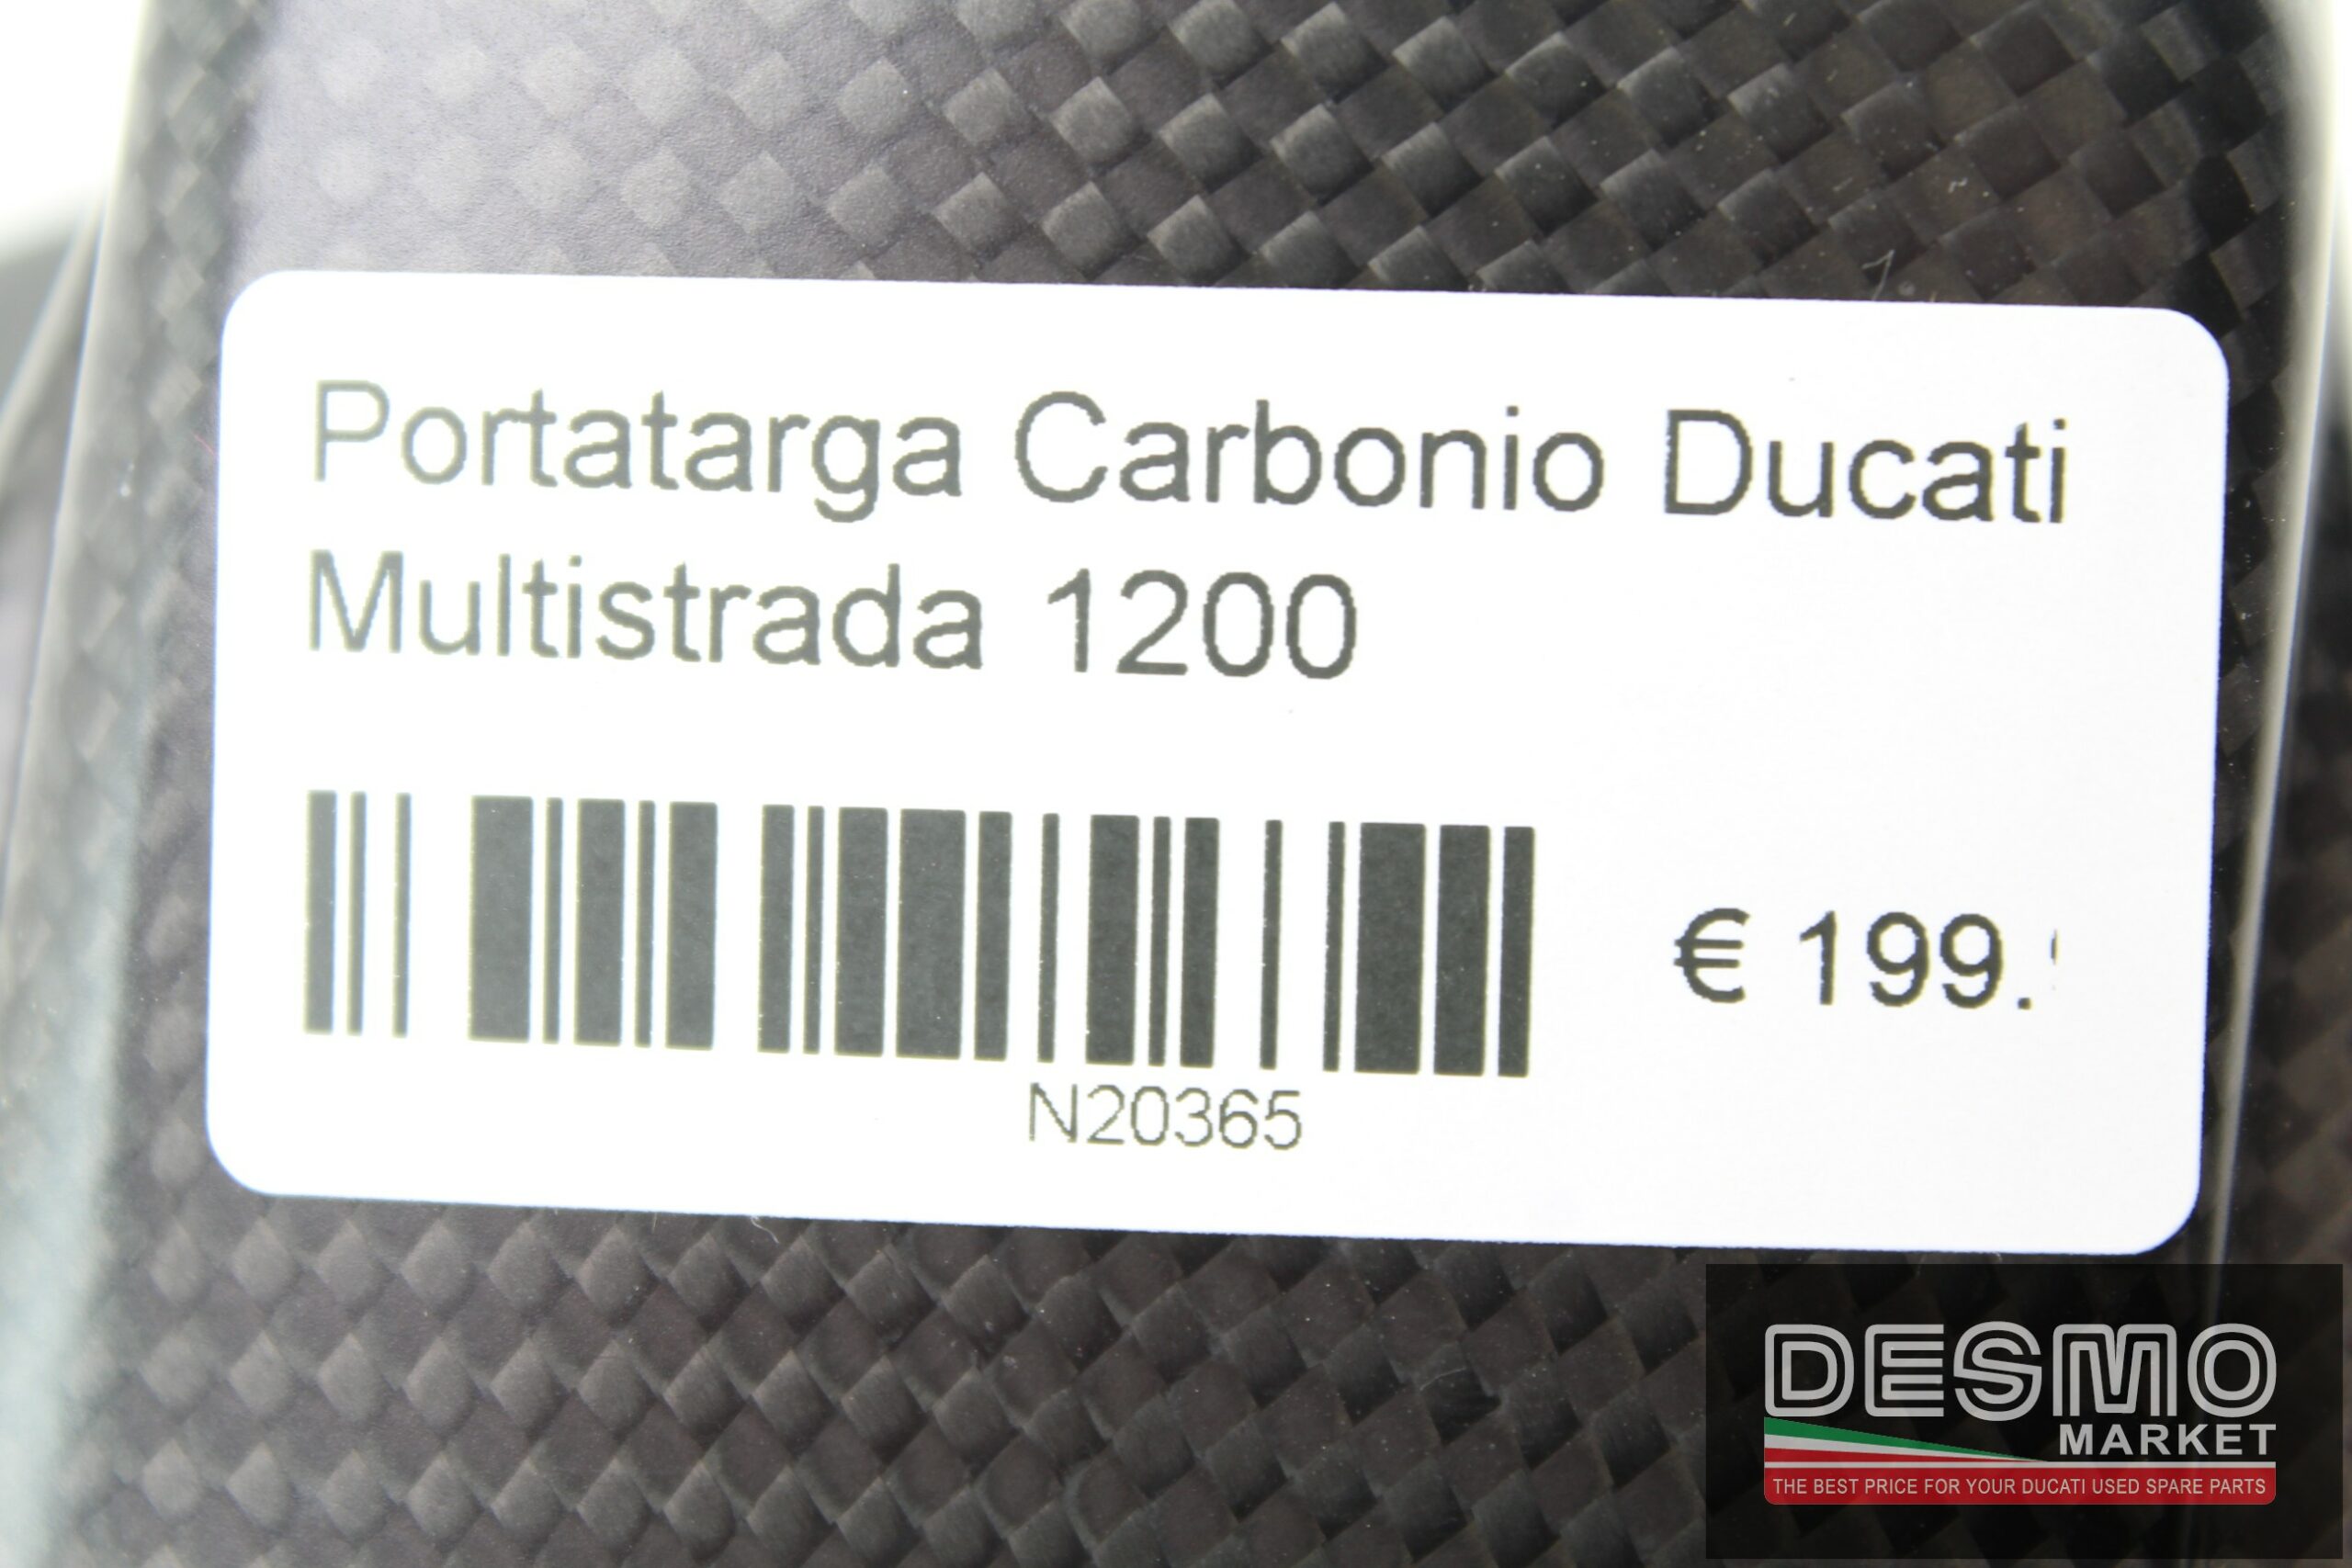 Portatarga Carbonio Ducati
Multistrada 1200
€ 199.
N20365
DESMO
MARKET
THE BEST PRICE FOR YOUR DUCATI USED SPARE PARTS